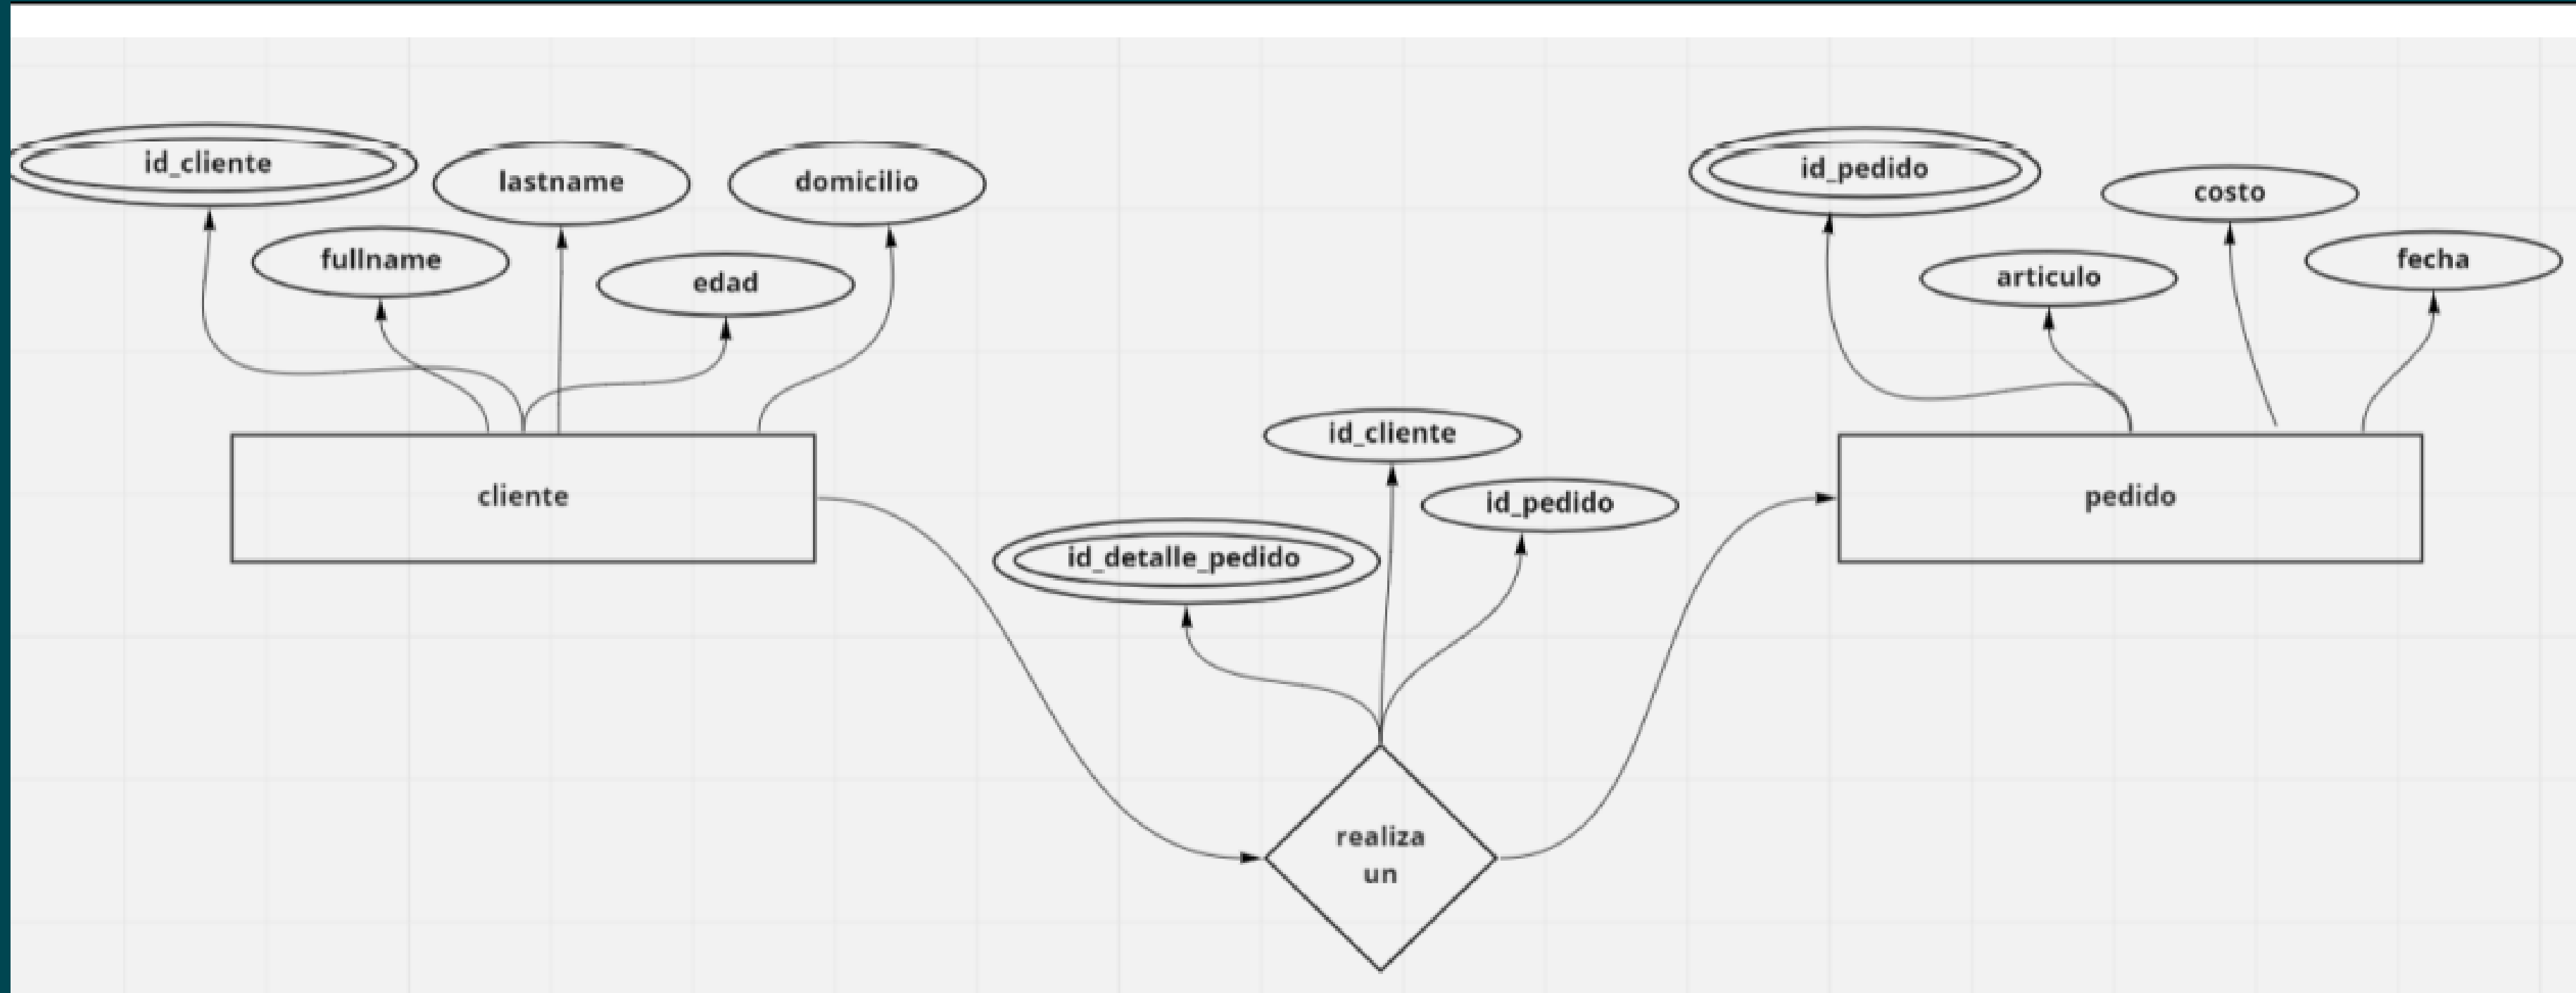 id_cliente
lastname
domicilio
fullname
edad
cliente
id_cliente
id_pedido
id_detalle_pedido
realiza
un
id_pedido
costo
articulo
fecha
pedido